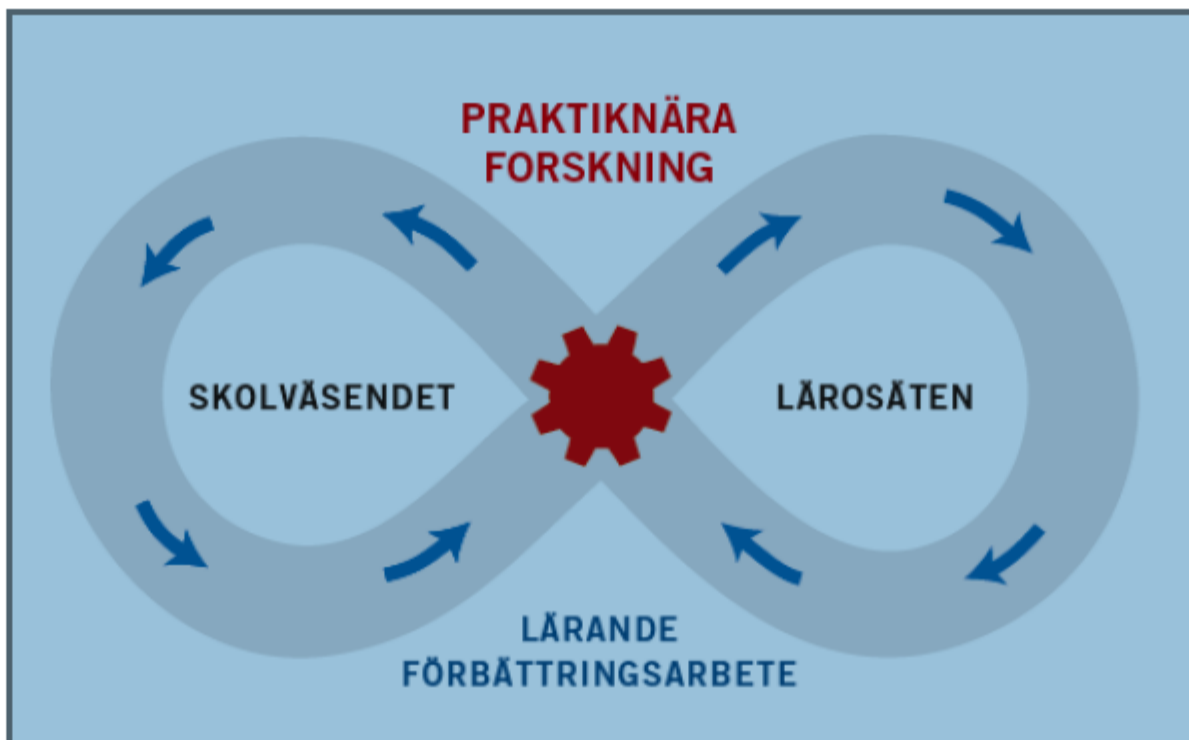 PRAKTIKNÄRA
FORSKNING
SKOLVÄSENDET
LÄROSÄTEN
LÄRANDE
FÖRBÄTTRINGSARBETE